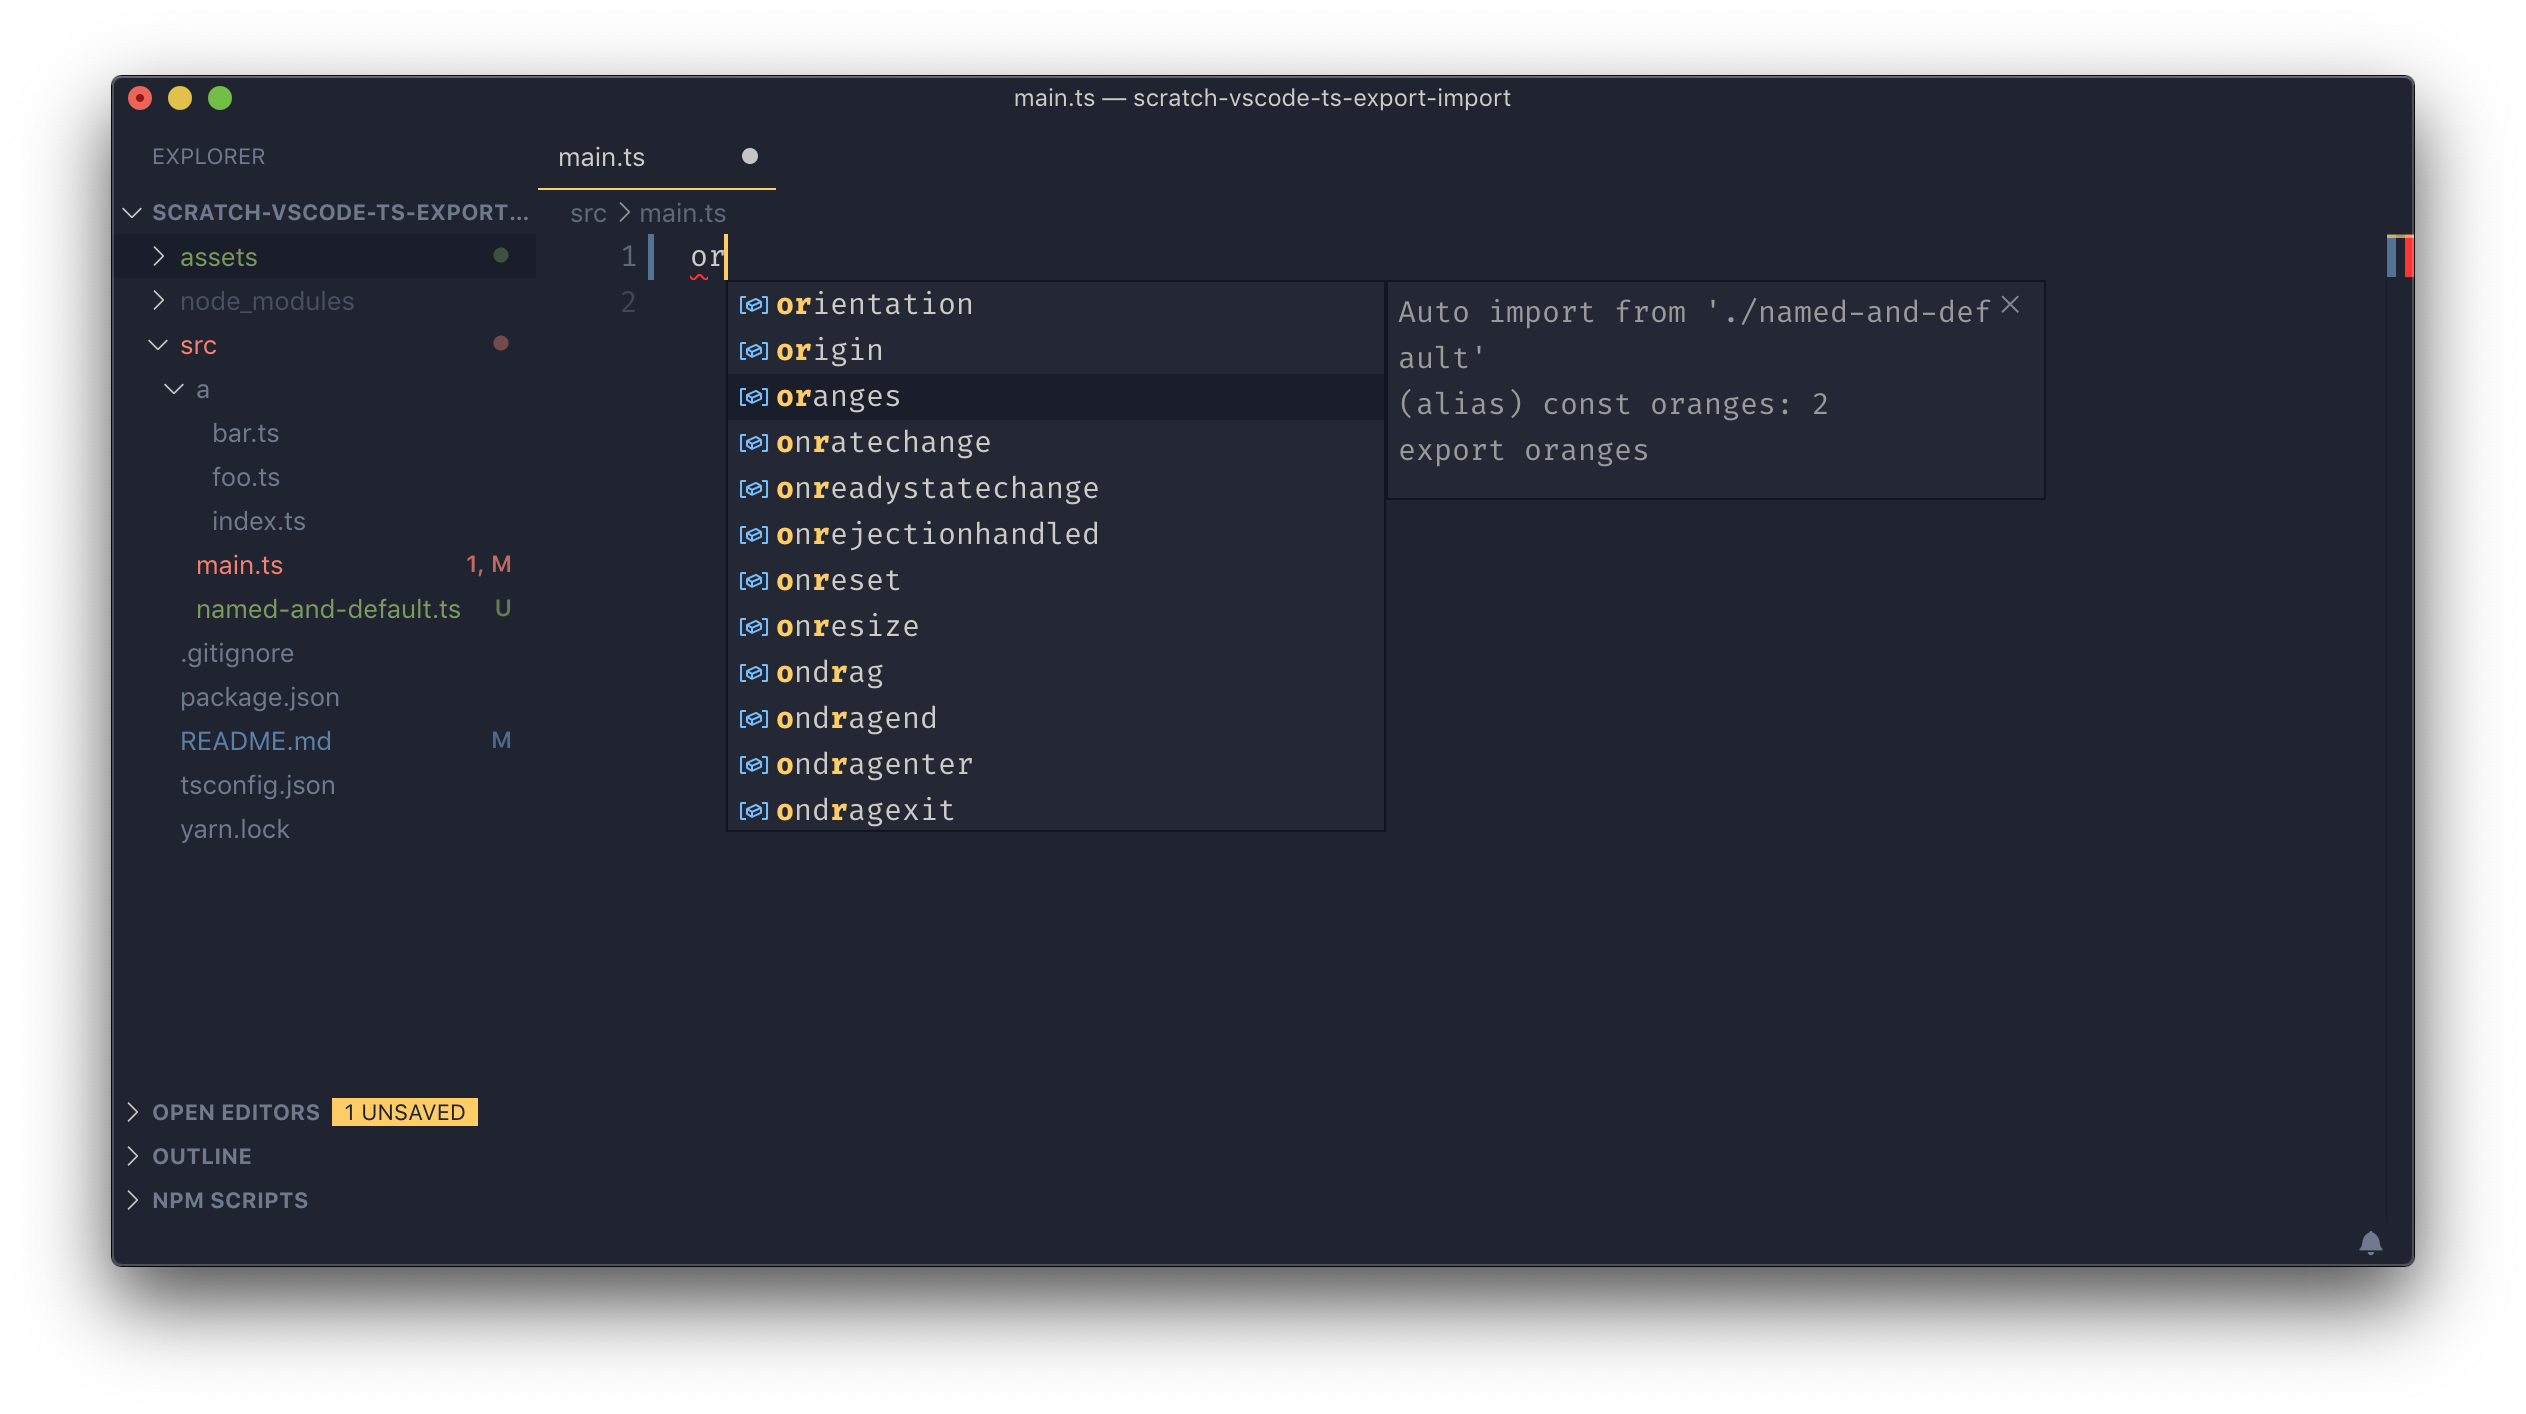 main.ts — scratch-vscode-ts-export-import
EXPLORER
SCRATCH-VSCODE-TS-EXPORT...
assets
node_modules
src
a
bar.ts
foo.ts
index.ts
main.ts 1, M
named-and-default.ts U
.gitignore
package.json
README.md M
tsconfig.json
yarn.lock
OPEN EDITORS 1 UNSAVED
OUTLINE
NPM SCRIPTS
main.ts
src > main.ts
1 or
2
orientation
origin
oranges
onratechange
onreadystatechange
onrejectionhandled
onreset
onresize
ondrag
ondragend
ondragenter
ondragexit
Auto import from './named-and-def
ault'
(alias) const oranges: 2
export oranges